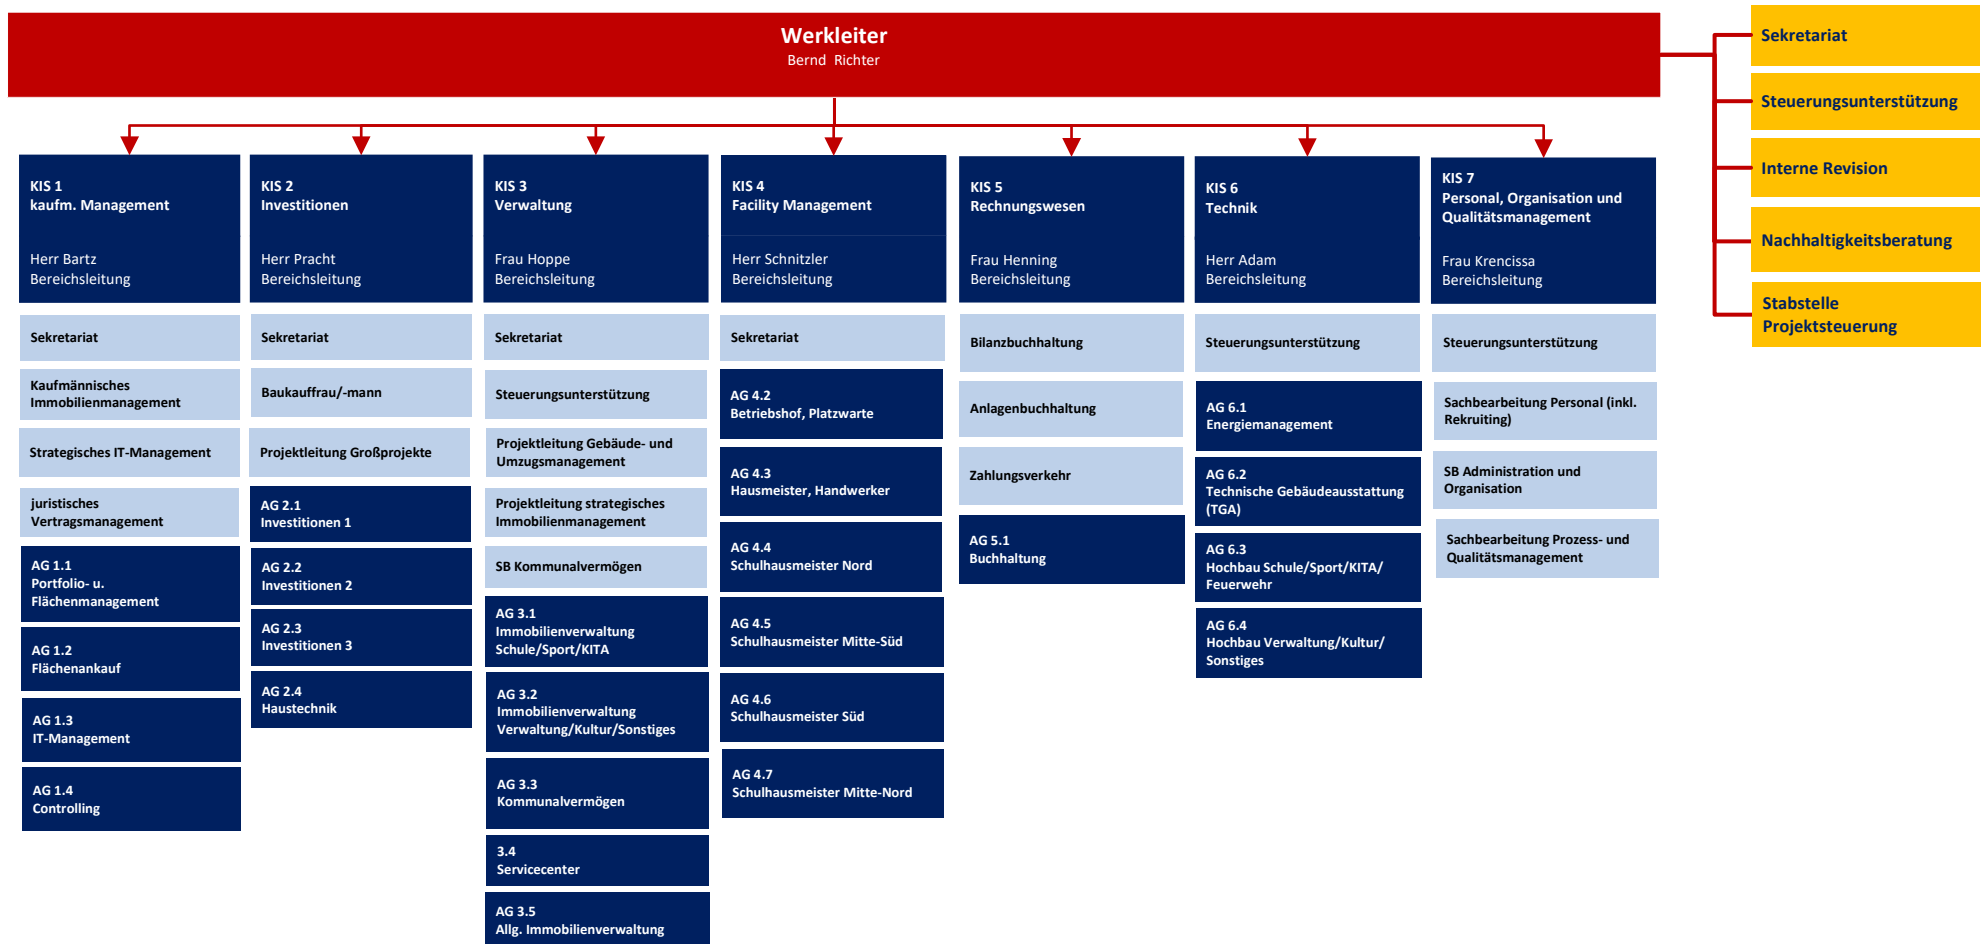 Werkleiter
Bernd Richter
Sekretariat
Steuerungsunterstützung
Interne Revision
Nachhaltigkeitsberatung
Stabstelle
Projektsteuerung
KIS 1
kaufm. Management
Herr Bartz
Bereichsleitung
Sekretariat
Kaufmännisches
Immobilienmanagement
Strategisches IT-Management
juristisches
Vertragsmanagement
AG 1.1
Portfolio- u.
Flächenmanagement
AG 1.2
Flächenankauf
AG 1.3
IT-Management
AG 1.4
Controlling
KIS 2
Investitionen
Herr Pracht
Bereichsleitung
Sekretariat
Baukauffrau/-mann
Projektleitung Großprojekte
AG 2.1
Investitionen 1
AG 2.2
Investitionen 2
AG 2.3
Investitionen 3
AG 2.4
Haustechnik
KIS 3
Verwaltung
Frau Hoppe
Bereichsleitung
Sekretariat
Steuerungsunterstützung
Projektleitung Gebäude- und
Umzugsmanagement
Projektleitung strategisches
Immobilienmanagement
SB Kommunalvermögen
AG 3.1
Immobilienverwaltung
Schule/Sport/KITA
AG 3.2
Immobilienverwaltung
Verwaltung/Kultur/Sonstiges
AG 3.3
Kommunalvermögen
3.4
Servicecenter
AG 3.5
Allg. Immobilienverwaltung
KIS 4
Facility Management
Herr Schnitzler
Bereichsleitung
Sekretariat
AG 4.2
Betriebshof, Platzwarte
AG 4.3
Hausmeister, Handwerker
AG 4.4
Schulhausmeister Nord
AG 4.5
Schulhausmeister Mitte-Süd
AG 4.6
Schulhausmeister Süd
AG 4.7
Schulhausmeister Mitte-Nord
KIS 5
Rechnungswesen
Frau Henning
Bereichsleitung
Bilanzbuchhaltung
Anlagenbuchhaltung
Zahlungsverkehr
AG 5.1
Buchhaltung
KIS 6
Technik
Herr Adam
Bereichsleitung
Steuerungsunterstützung
AG 6.1
Energiemanagement
AG 6.2
Technische Gebäudeausstattung
(TGA)
AG 6.3
Hochbau Schule/Sport/KITA/
Feuerwehr
AG 6.4
Hochbau Verwaltung/Kultur/
Sonstiges
KIS 7
Personal, Organisation und
Qualitätsmanagement
Frau Krencissa
Bereichsleitung
Steuerungsunterstützung
Sachbearbeitung Personal (inkl.
Rekruiting)
SB Administration und
Organisation
Sachbearbeitung Prozess- und
Qualitätsmanagement